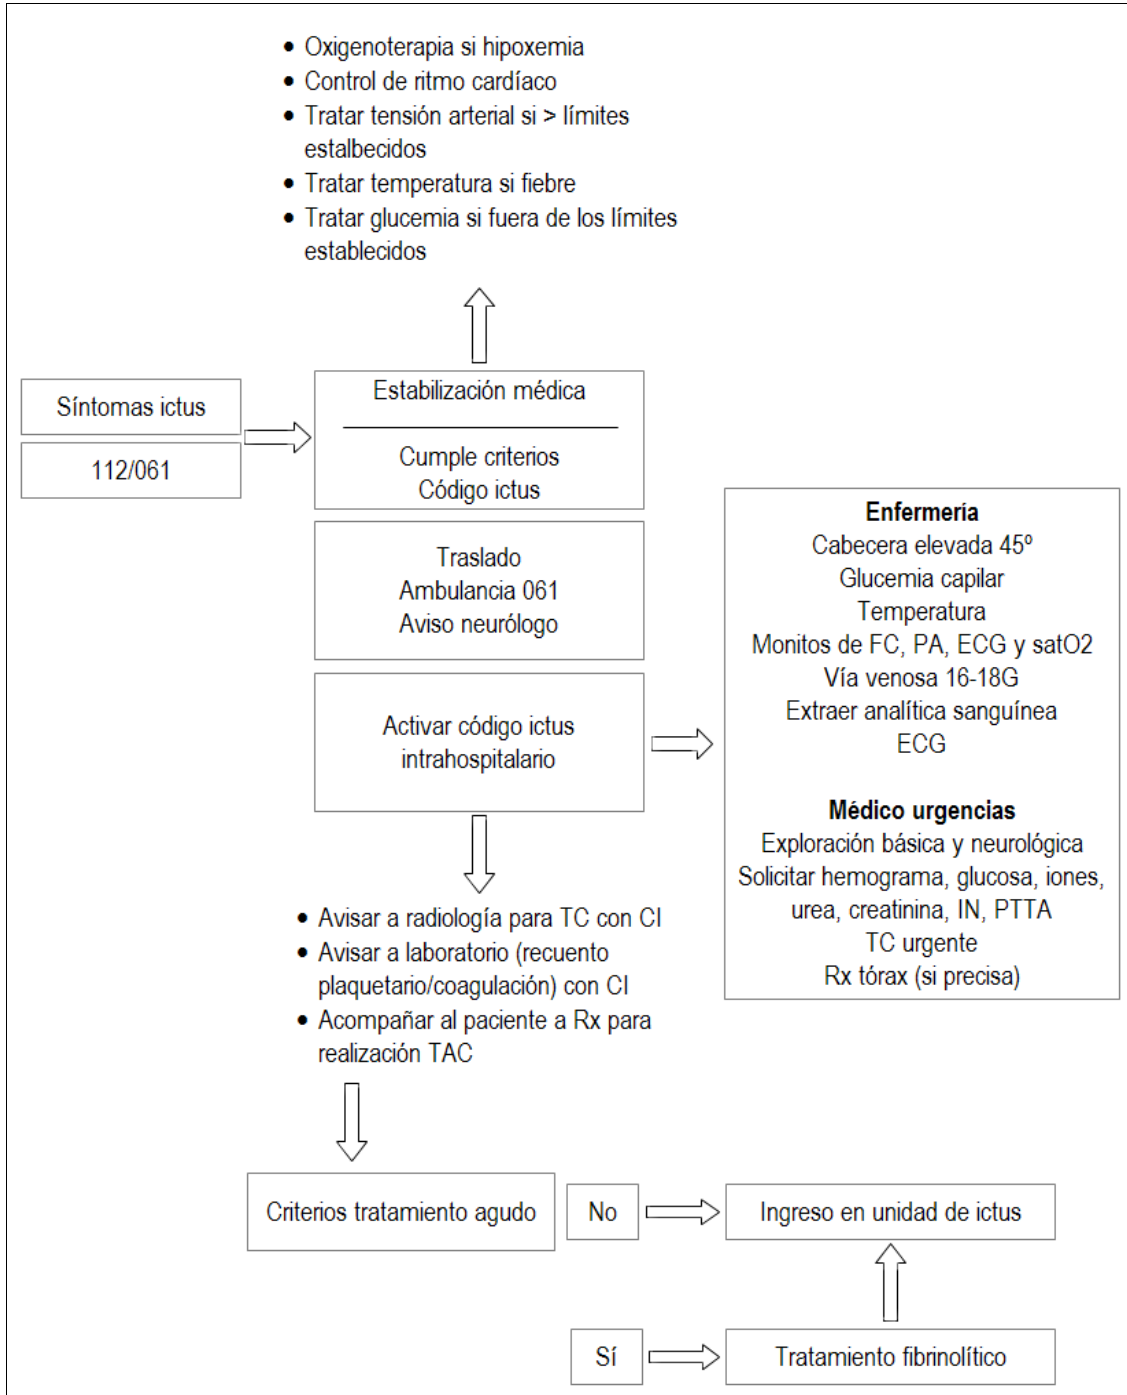 • Oxigenoterapia si hipoxemia
• Control de ritmo cardíaco
• Tratar tensión arterial si > límites
estalbecidos
• Tratar temperatura si fiebre
• Tratar glucemia si fuera de los límites
establecidos
Síntomas ictus
112/061
Estabilización médica
Cumple criterios
Código ictus
Traslado
Ambulancia 061
Aviso neurólogo
Activar código ictus
intrahospitalario
Enfermería
Cabecera elevada 45º
Glucemia capilar
Temperatura
Monitos de FC, PA, ECG y satO2
Vía venosa 16-18G
Extraer analítica sanguínea
ECG
Médico urgencias
Exploración básica y neurológica
Solicitar hemograma, glucosa, iones,
urea, creatinina, IN, PTTA
TC urgente
Rx tórax (si precisa)
• Avisar a radiología para TC con CI
• Avisar a laboratorio (recuento
plaquetario/coagulación) con CI
• Acompañar al paciente a Rx para
realización TAC
Criterios tratamiento agudo
No
Ingreso en unidad de ictus
Sí
Tratamiento fibrinolítico